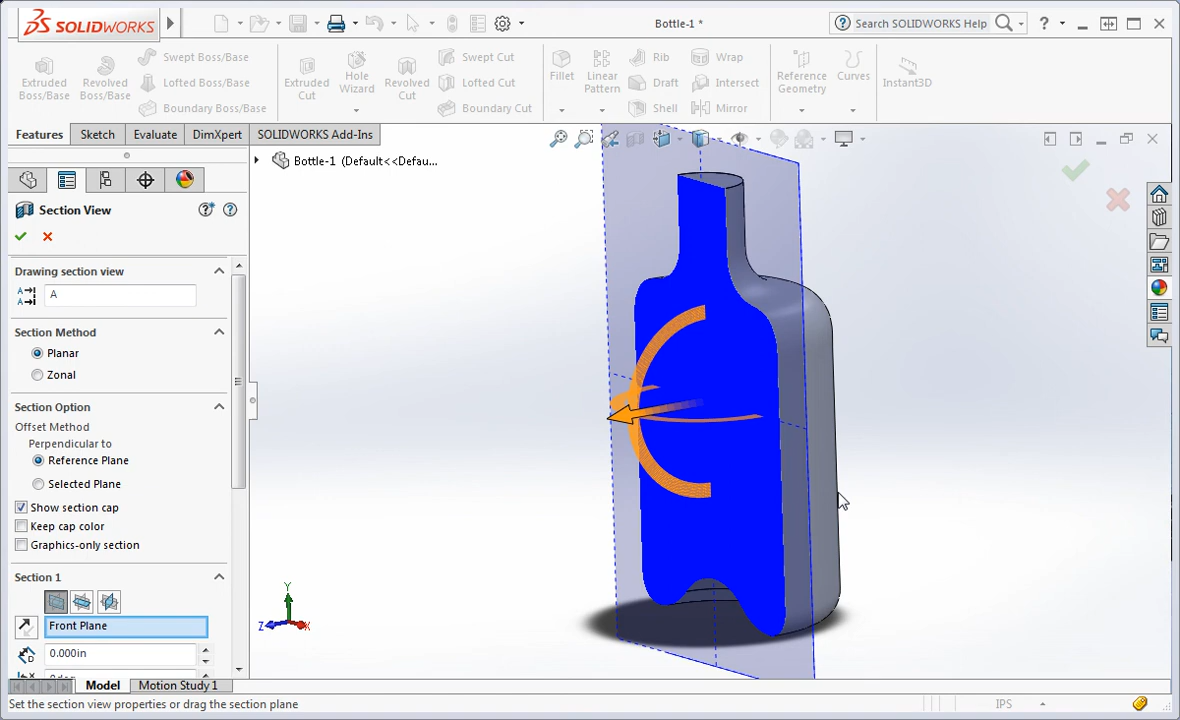 SOLIDWORKS
Bottle-1 *
Search SOLIDWORKS Help
Extruded Boss/Base
Revolved Boss/Base
Swept Boss/Base
Lofted Boss/Base
Boundary Boss/Base
Extruded Cut
Hole Wizard
Revolved Cut
Swept Cut
Lofted Cut
Boundary Cut
Fillet
Linear Pattern
Rib
Draft
Shell
Wrap
Intersect
Mirror
Reference Geometry
Curves
Instant3D
Features
Sketch
Evaluate
DimXpert
SOLIDWORKS Add-Ins
Bottle-1 (Default<<Defau...
Section View
Drawing section view
A
Section Method
Planar
Zonal
Section Option
Offset Method
Perpendicular to
Reference Plane
Selected Plane
Show section cap
Keep cap color
Graphics-only section
Section 1
Front Plane
0.000in
Y
Z
X
Model
Motion Study 1
Set the section view properties or drag the section plane
IPS